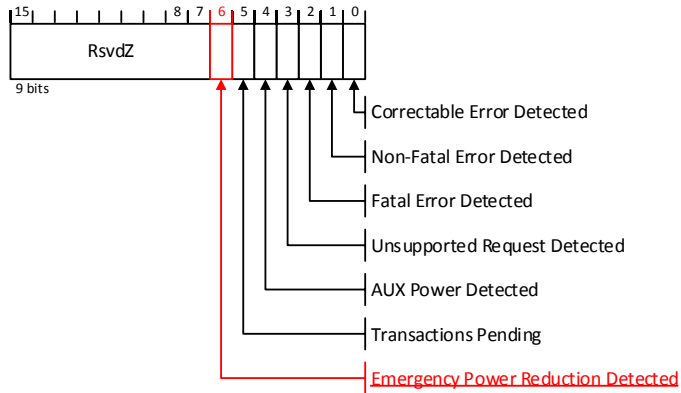 15 8 7 6 5 4 3 2 1 0
RsvdZ
9 bits
Correctable Error Detected
Non-Fatal Error Detected
Fatal Error Detected
Unsupported Request Detected
AUX Power Detected
Transactions Pending
Emergency Power Reduction Detected